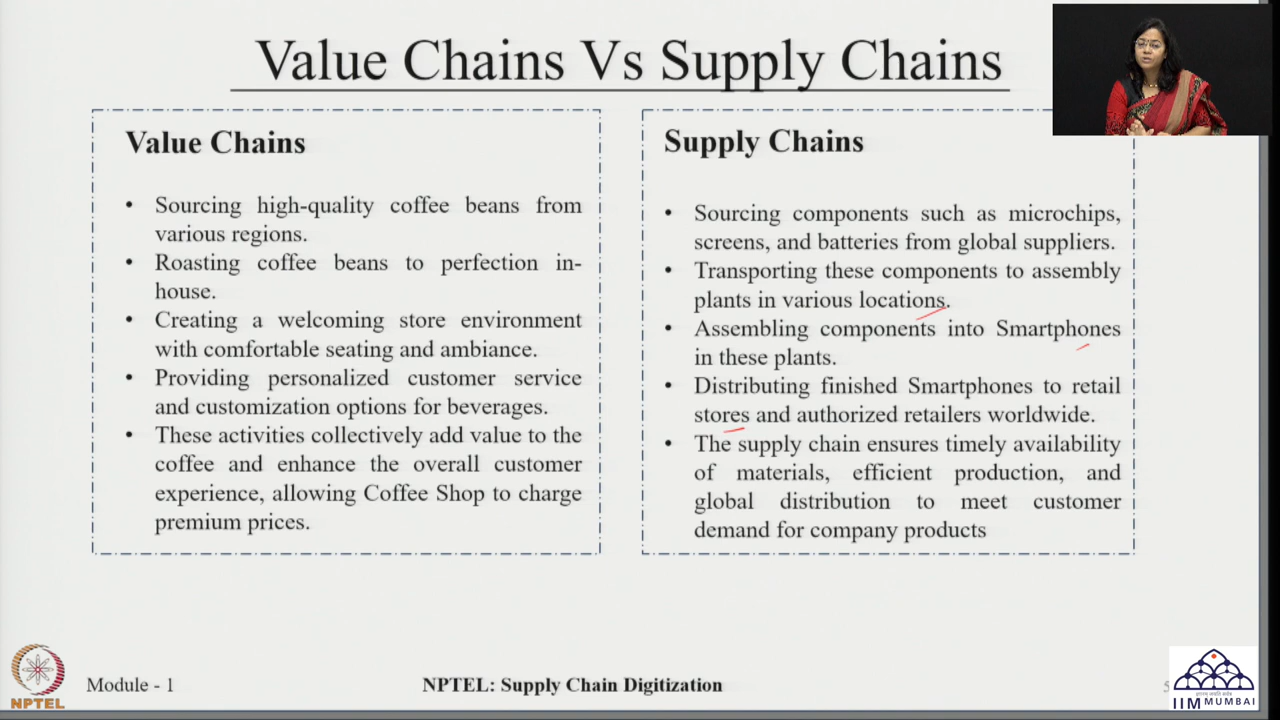 Value Chains Vs Supply Chains
Value Chains
• Sourcing high-quality coffee beans from
various regions.
• Roasting coffee beans to perfection in-
house.
• Creating a welcoming store environment
with comfortable seating and ambiance.
• Providing personalized customer service
and customization options for beverages.
• These activities collectively add value to the
coffee and enhance the overall customer
experience, allowing Coffee Shop to charge
premium prices.
Supply Chains
• Sourcing components such as microchips,
screens, and batteries from global suppliers.
• Transporting these components to assembly
plants in various locations.
• Assembling components into Smartphones
in these plants.
• Distributing finished Smartphones to retail
stores and authorized retailers worldwide.
• The supply chain ensures timely availability
of materials, efficient production, and
global distribution to meet customer
demand for company products
NPTEL
Module - 1
NPTEL: Supply Chain Digitization
IIM MUMBAI